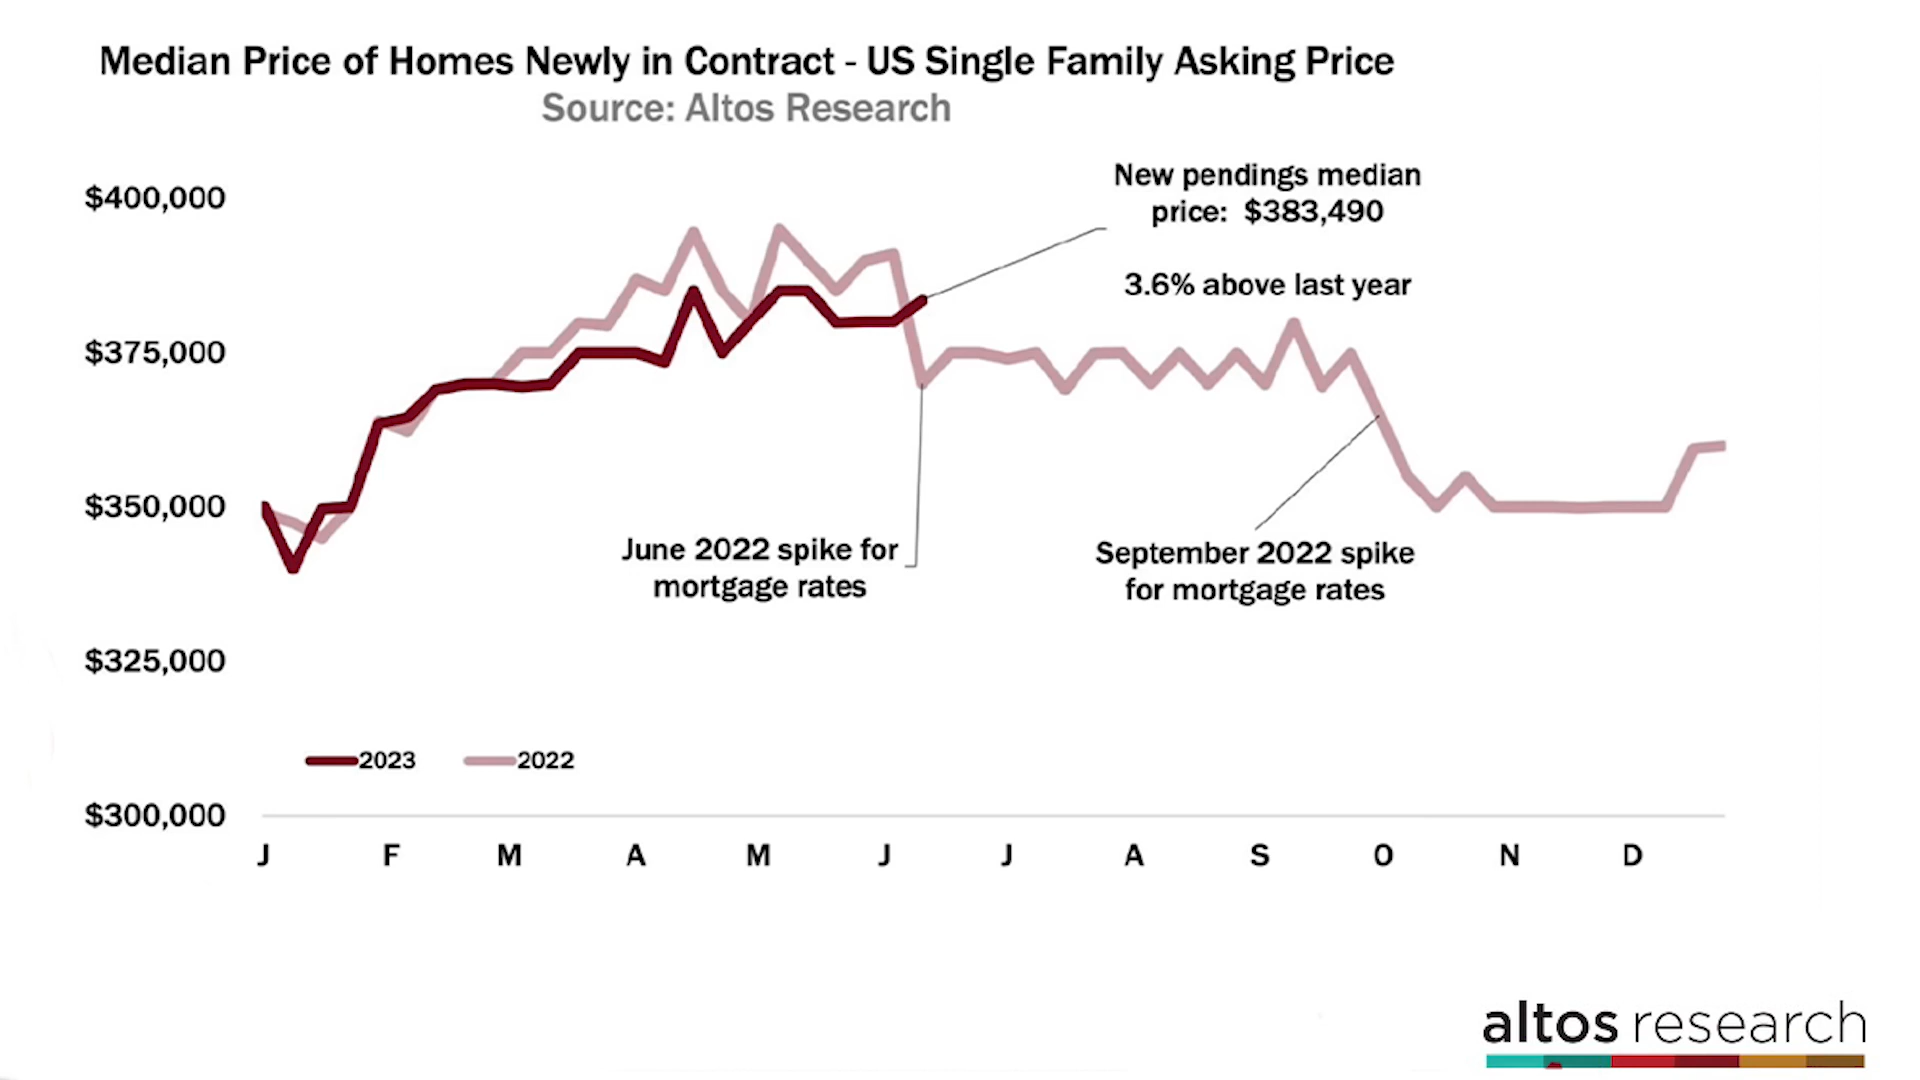 Median Price of Homes Newly in Contract - US Single Family Asking Price
Source: Altos Research
New pendings median
price:  $383,490
3.6% above last year
$400,000
$375,000
$350,000
$325,000
$300,000
June 2022 spike for
mortgage rates
September 2022 spike
for mortgage rates
2023
2022
J F M A M J J A S O N D
altos research